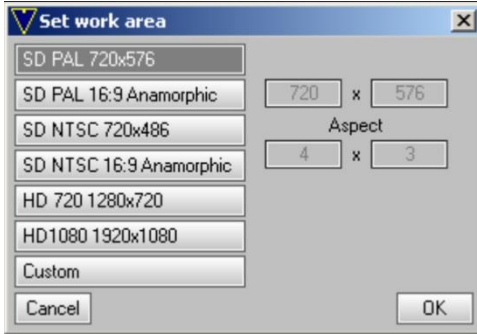 Set work area
SD PAL 720x576
SD PAL 16:9 Anamorphic
720 x 576
SD NTSC 720x486
Aspect
SD NTSC 16:9 Anamorphic
4 x 3
HD 720 1280x720
HD1080 1920x1080
Custom
Cancel
OK